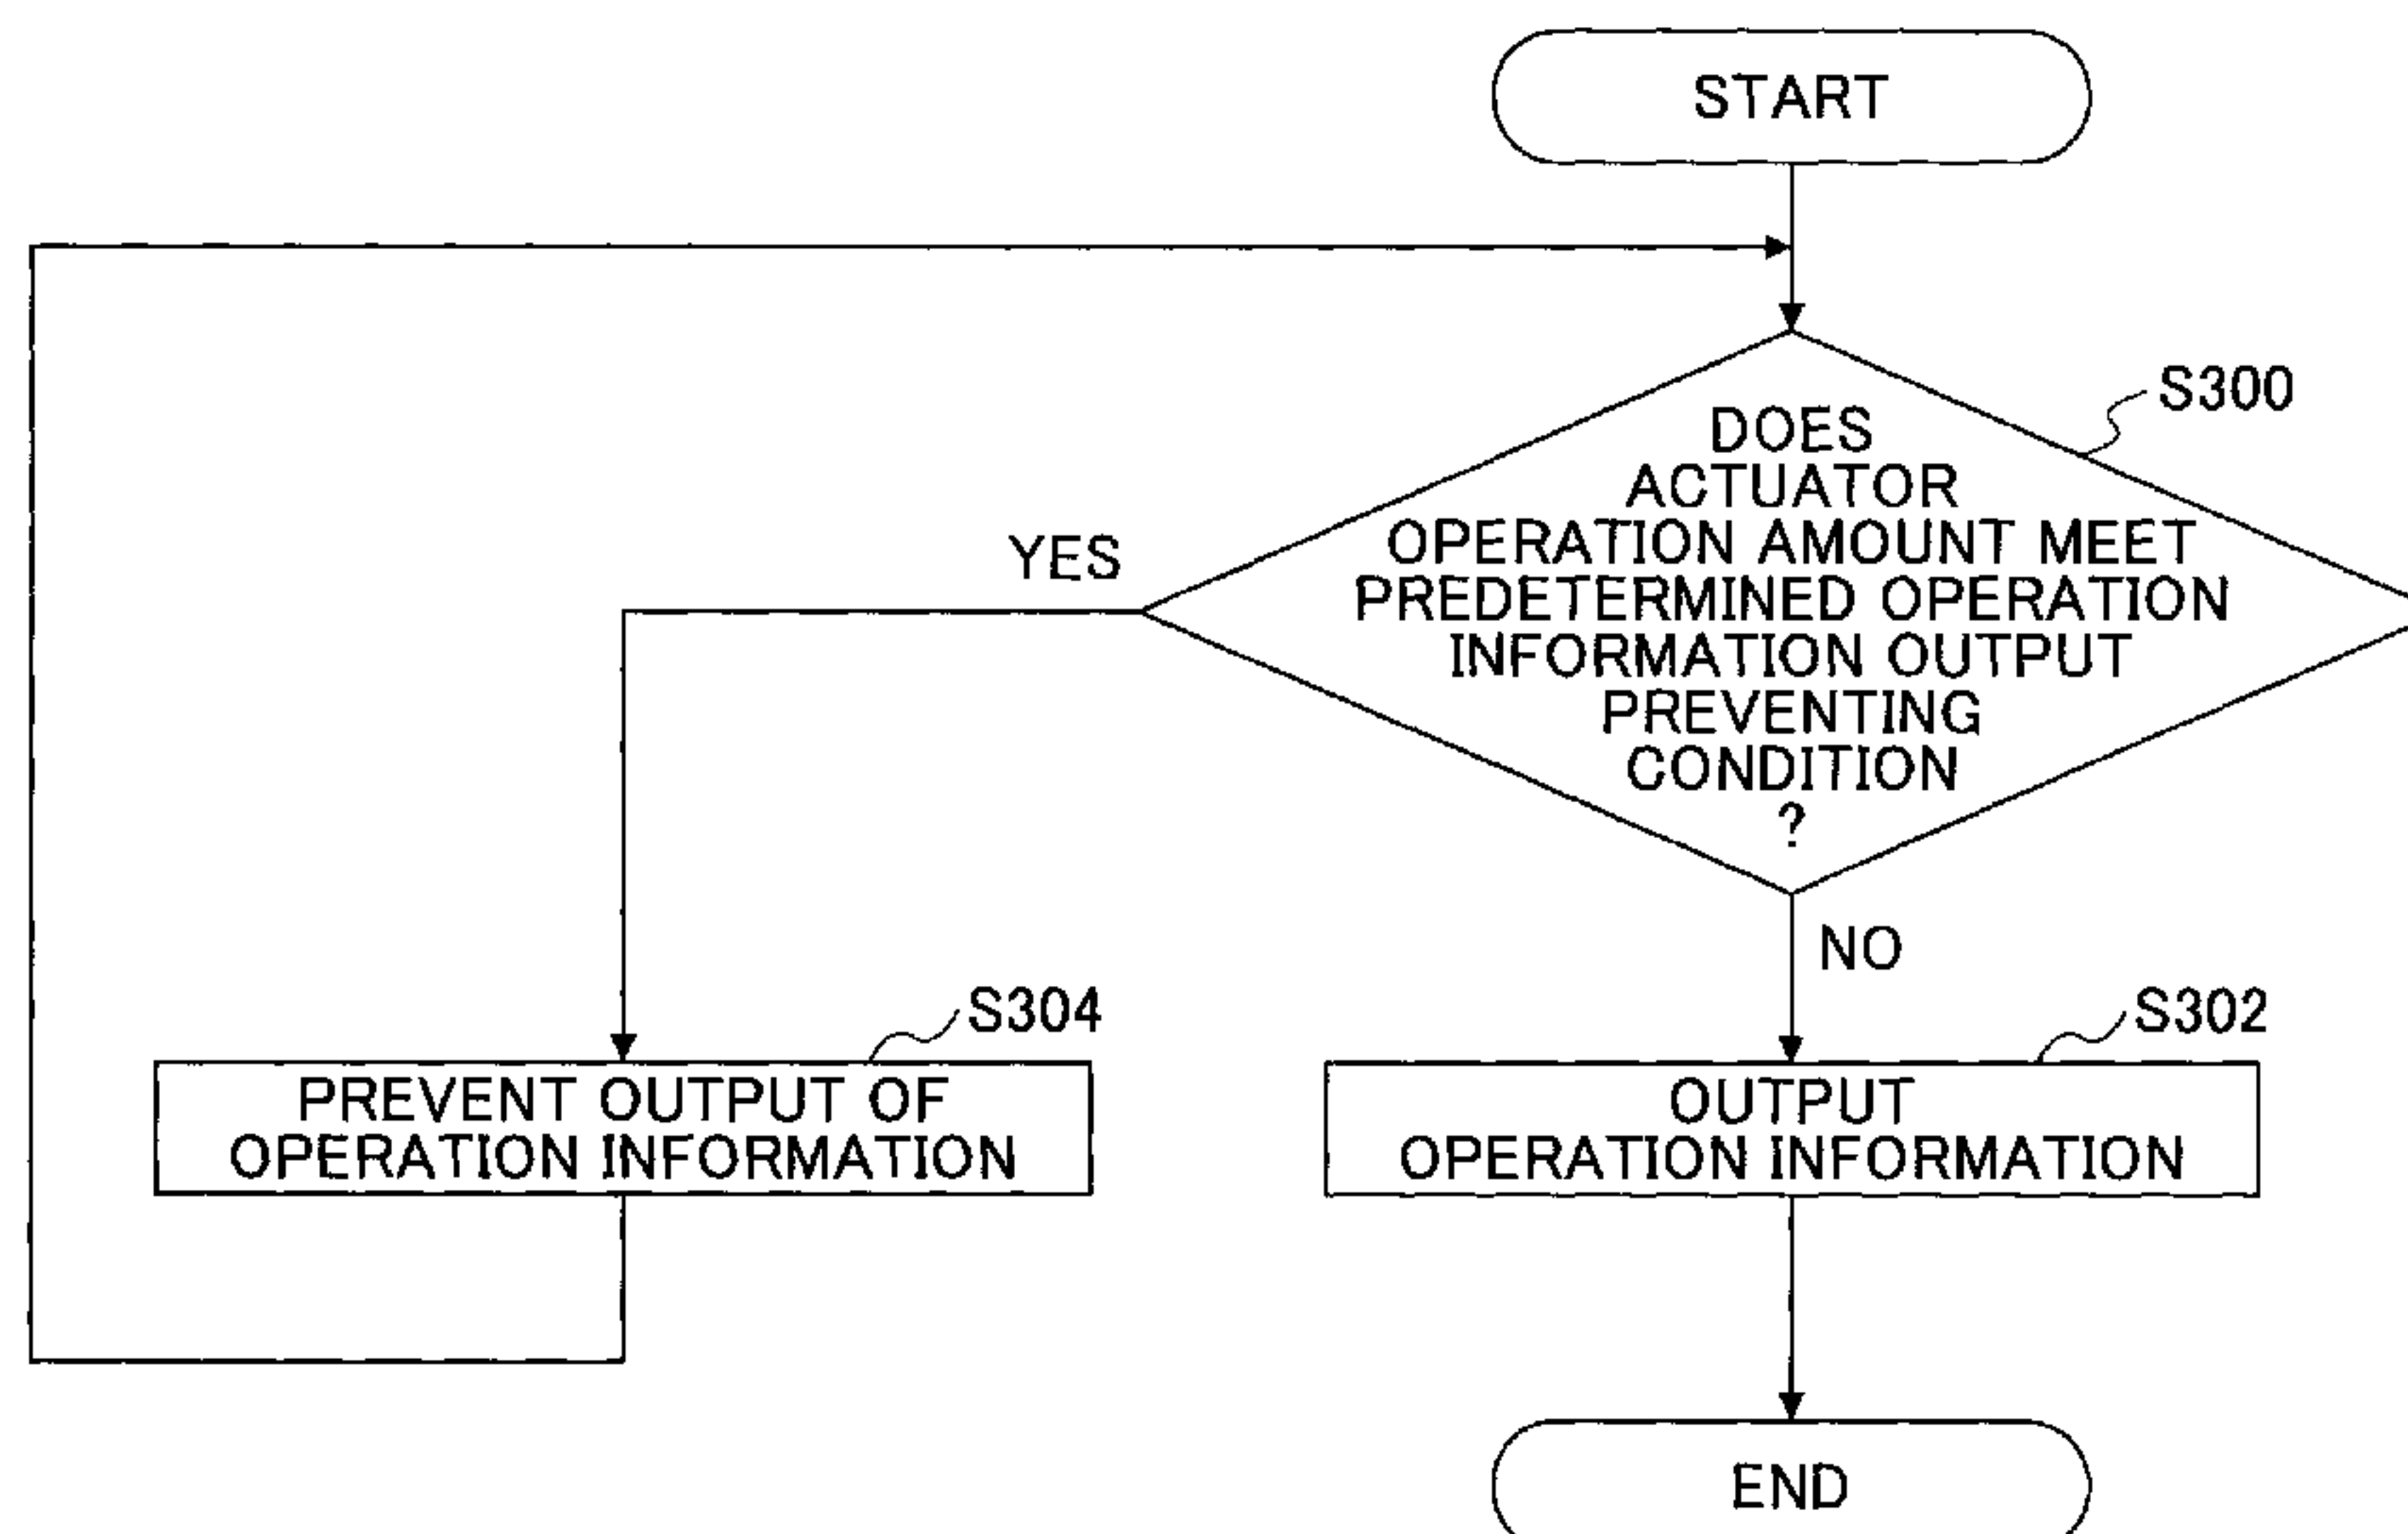 START
S300
DOES
ACTUATOR
OPERATION AMOUNT MEET
PREDETERMINED OPERATION
INFORMATION OUTPUT
PREVENTING
CONDITION
?
YES
NO
S304
PREVENT OUTPUT OF
OPERATION INFORMATION
S302
OUTPUT
OPERATION INFORMATION
END